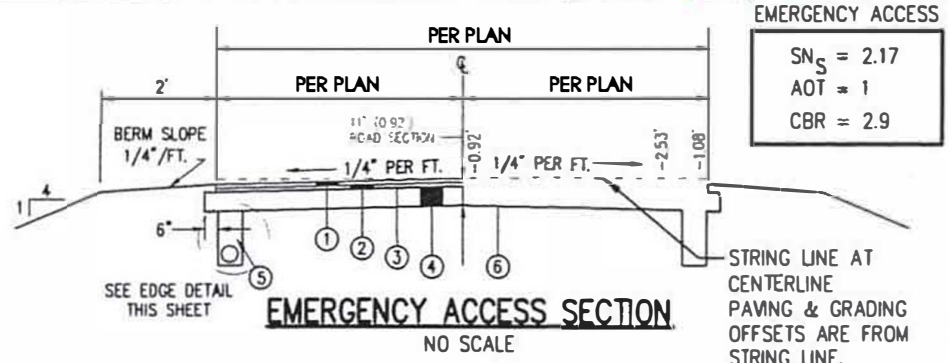 EMERGENCY ACCESS
SN_S = 2.17
AOT = 1
CBR = 2.9
PER PLAN
℄
2'
PER PLAN
PER PLAN
11" (0.92')
ROAD SECTION
-0.92'
-2.53'
-1.08'
BERM SLOPE
1/4"/FT.
1/4" PER FT.
1/4" PER FT.
4
1
6"
1
2
3
4
5
6
SEE EDGE DETAIL
THIS SHEET
STRING LINE AT
CENTERLINE
PAVING & GRADING
OFFSETS ARE FROM
STRING LINE.
EMERGENCY ACCESS SECTION
NO SCALE